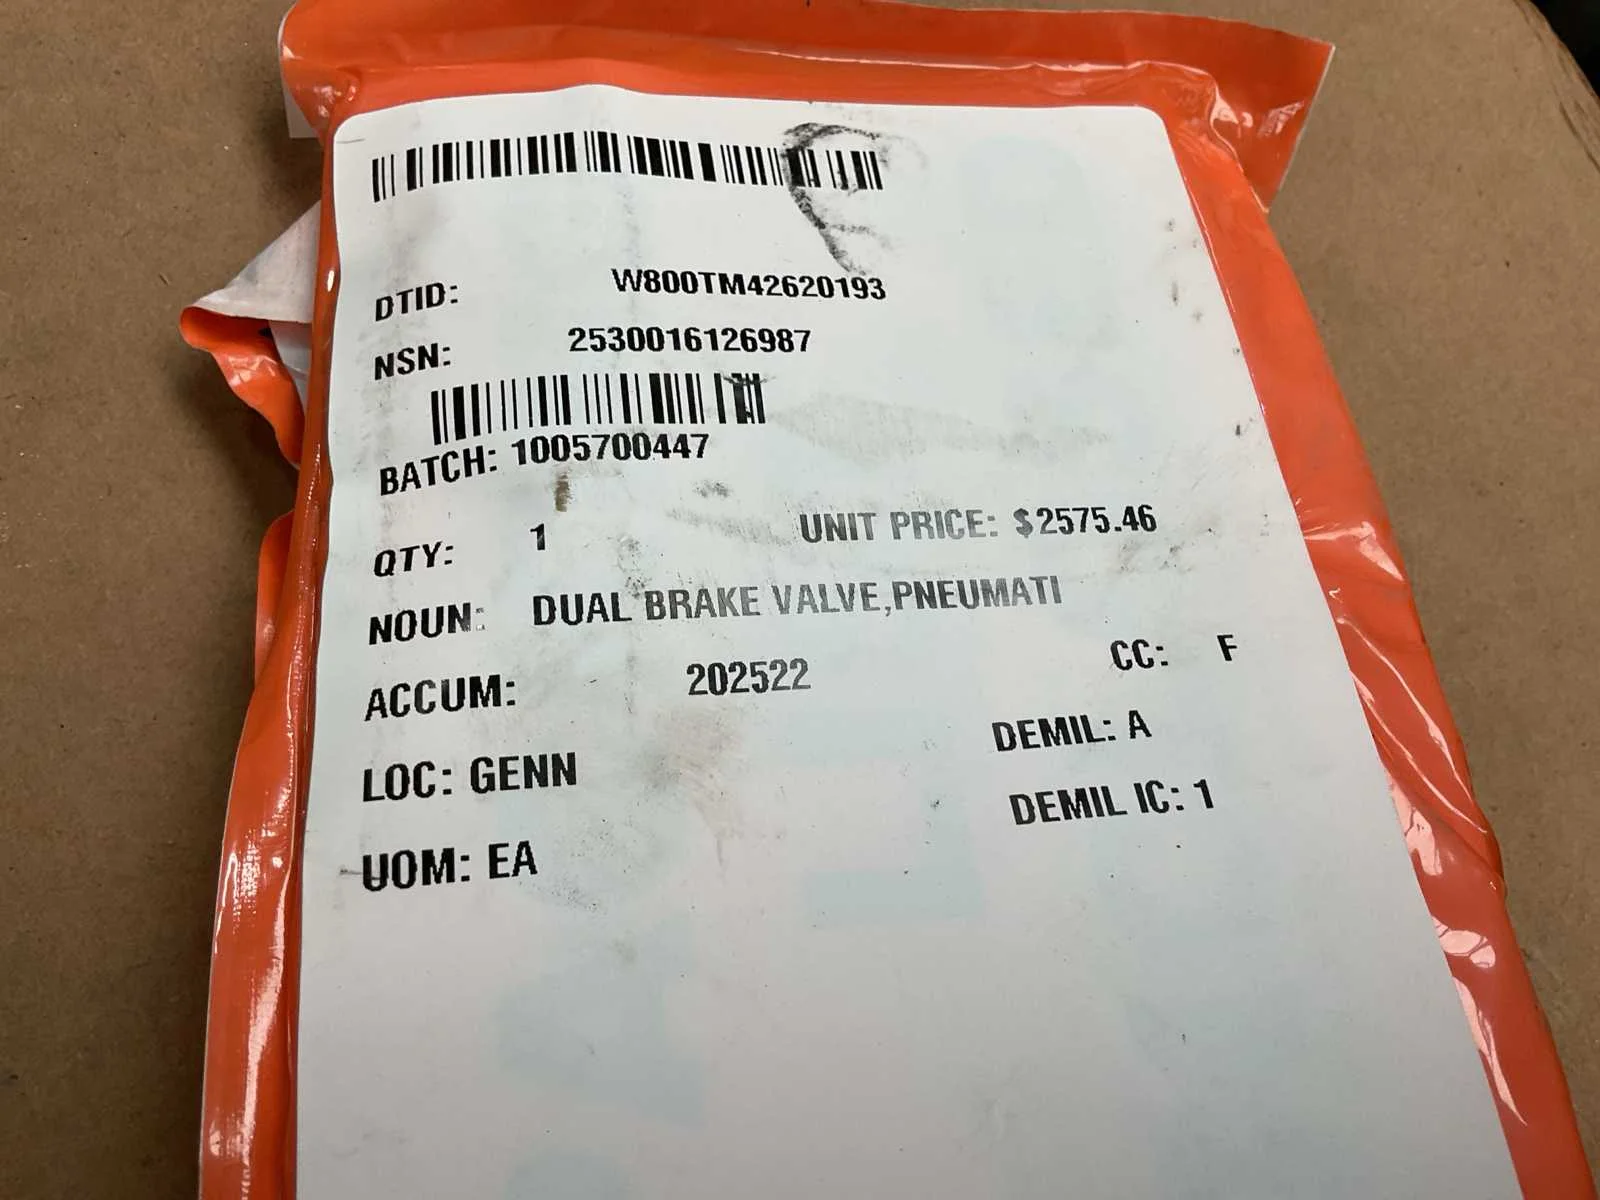 DTID: W800TM42620193
NSN: 2530016126987
BATCH: 1005700447
QTY: 1 UNIT PRICE: $2575.46
NOUN: DUAL BRAKE VALVE,PNEUMATI
ACCUM: 202522 CC: F
LOC: GENN DEMIL: A
UOM: EA DEMIL IC: 1